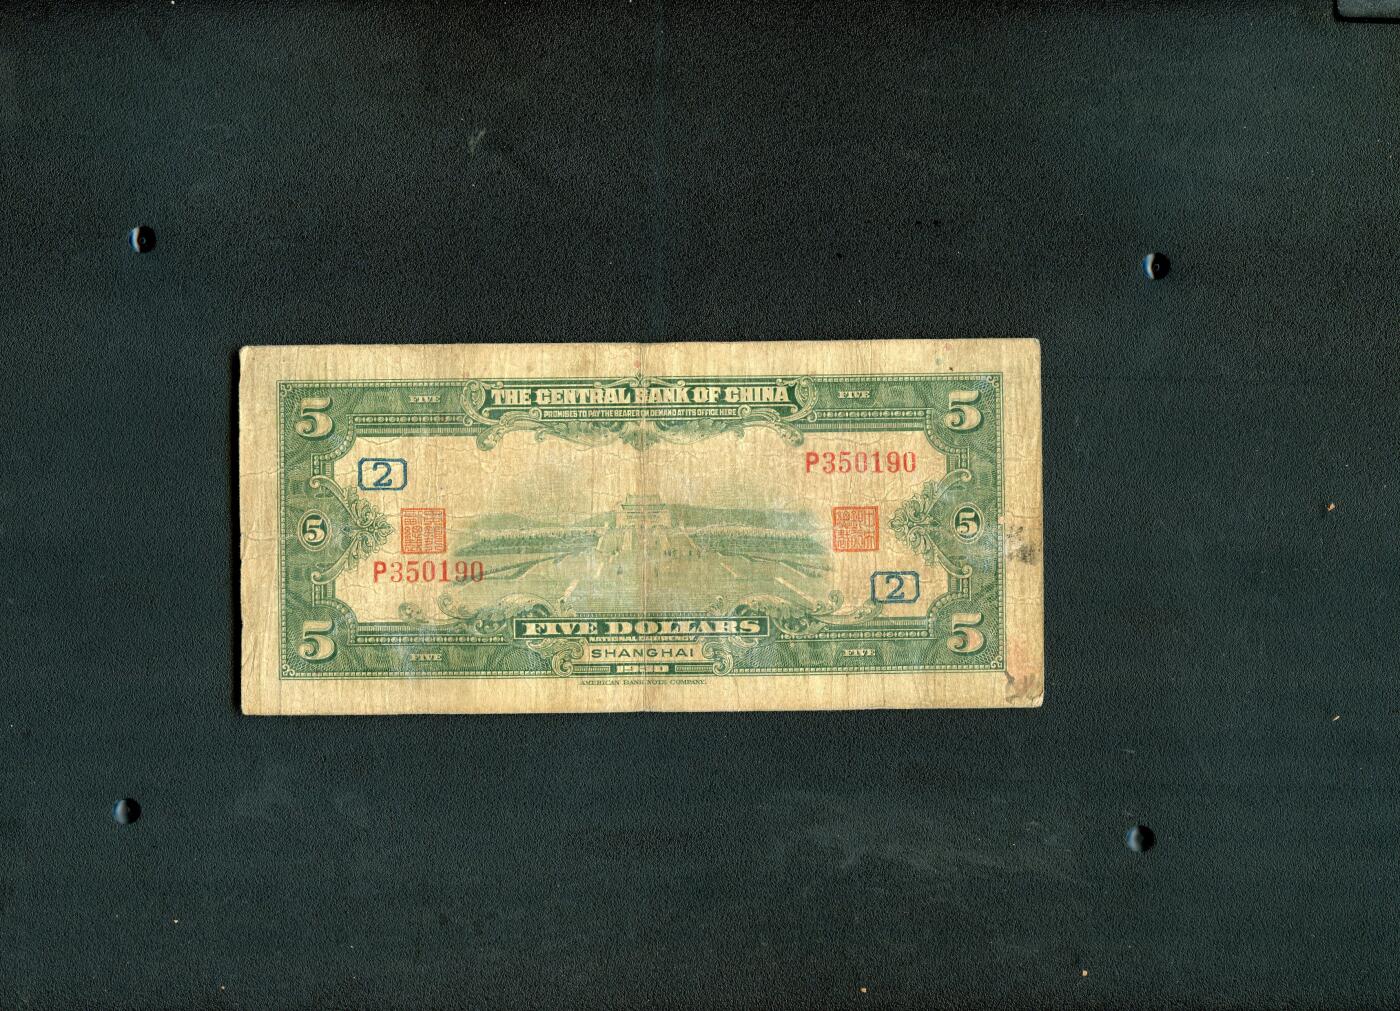 THE CENTRAL BANK OF CHINA
PROMISES TO PAY THE BEARER ON DEMAND AT ITS OFFICE HERE
5 FIVE FIVE 5
2
P350190
5 5
P350190
2
5 FIVE FIVE 5
FIVE DOLLARS
NATIONAL CURRENCY
SHANGHAI
1930
AMERICAN BANK NOTE COMPANY.